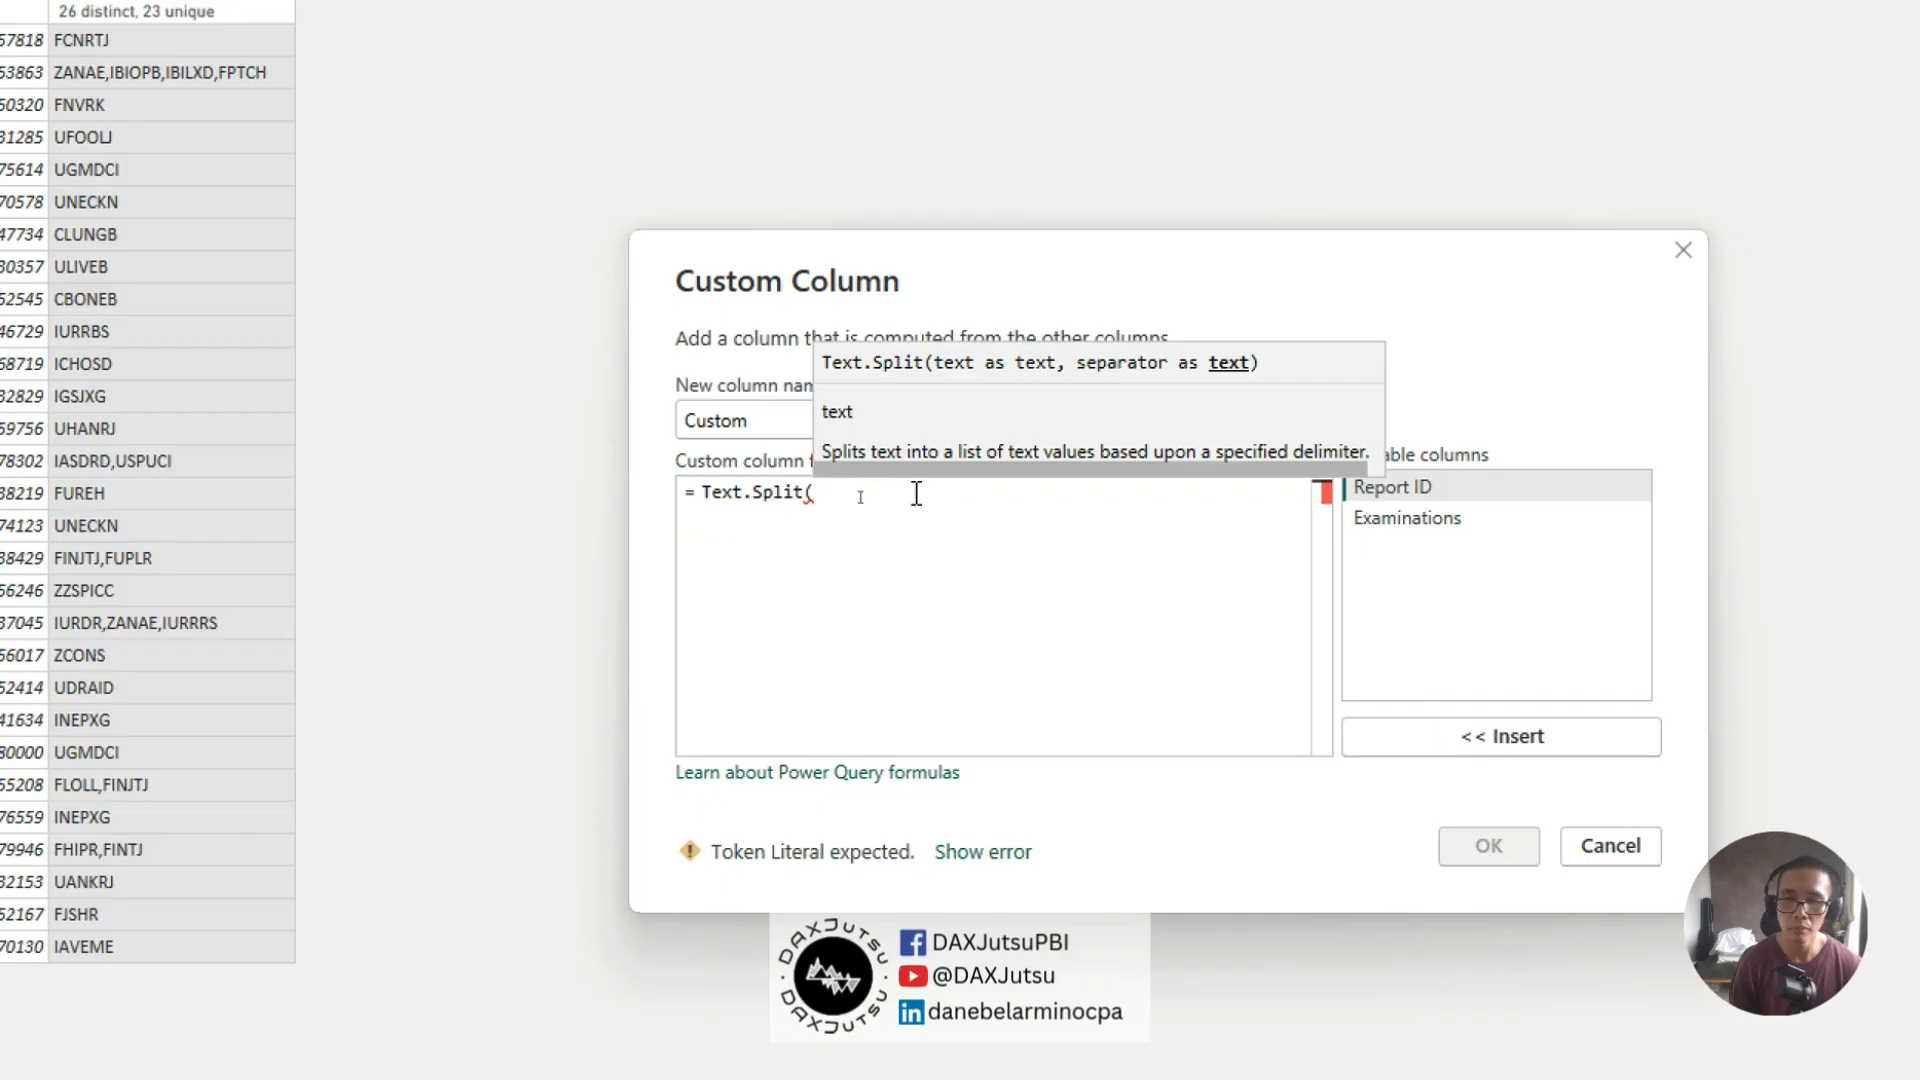 26 distinct, 23 unique
57818 FCNRTJ
53863 ZANAE,IBIOPB,IBILXD,FPTCH
50320 FNVRK
31285 UFOOLJ
75614 UGMDCI
70578 UNECKN
47734 CLUNGB
30357 ULIVEB
52545 CBONEB
46729 IURRBS
58719 ICHOSD
32829 IGSJXG
59756 UHANRJ
78302 IASDRD,USPUCI
38219 FUREH
74123 UNECKN
38429 FINJTJ,FUPLR
56246 ZZSPICC
37045 IURDR,ZANAE,IURRRS
56017 ZCONS
52414 UDRAID
41634 INEPXG
80000 UGMDCI
55208 FLOLL,FINJTJ
76559 INEPXG
79946 FHIPR,FINTJ
32153 UANKRJ
52167 FJSHR
70130 IAVEME
Custom Column
Add a column that is computed from the other columns.
Text.Split(text as text, separator as text)
New column nam
text
Custom
Splits text into a list of text values based upon a specified delimiter.
Custom column f
able columns
= Text.Split(
Report ID
Examinations
<< Insert
Learn about Power Query formulas
Token Literal expected. Show error
OK
Cancel
DAXJUTSU
DAXJUTSU
DAXJutsuPBI
@DAXJutsu
danebelarminocpa